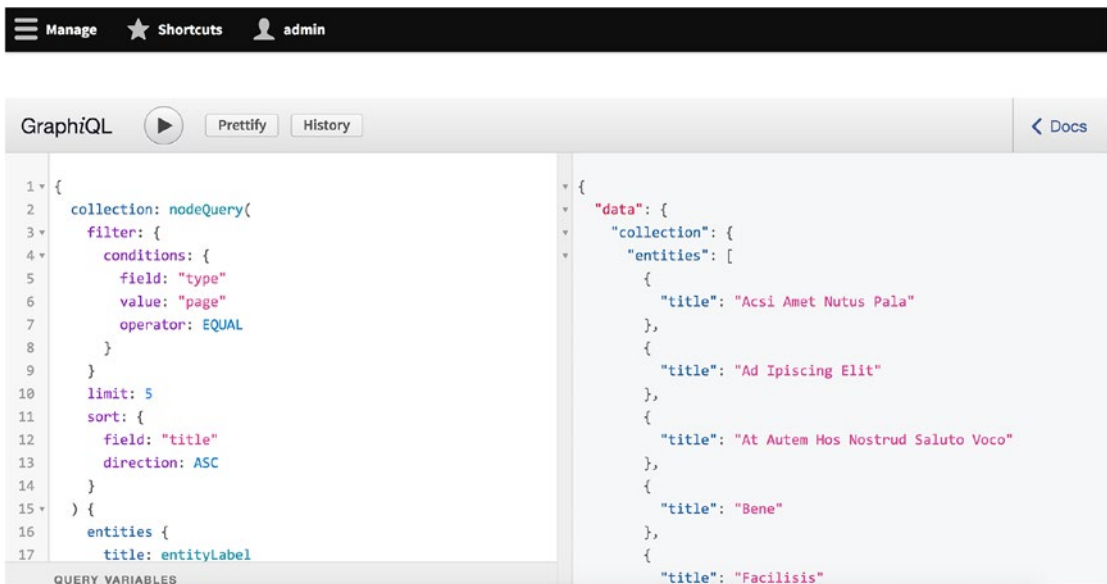 Manage Shortcuts admin
GraphiQL Prettify History Docs
1 {
2 collection: nodeQuery(
3 filter: {
4 conditions: {
5 field: "type"
6 value: "page"
7 operator: EQUAL
8 }
9 }
10 limit: 5
11 sort: {
12 field: "title"
13 direction: ASC
14 }
15 ) {
16 entities {
17 title: entityLabel
QUERY VARIABLES
{
"data": {
"collection": {
"entities": [
{
"title": "Acsi Amet Nutus Pala"
},
{
"title": "Ad Ipiscing Elit"
},
{
"title": "At Autem Hos Nostrud Saluto Voco"
},
{
"title": "Bene"
},
{
"title": "Facilisis"